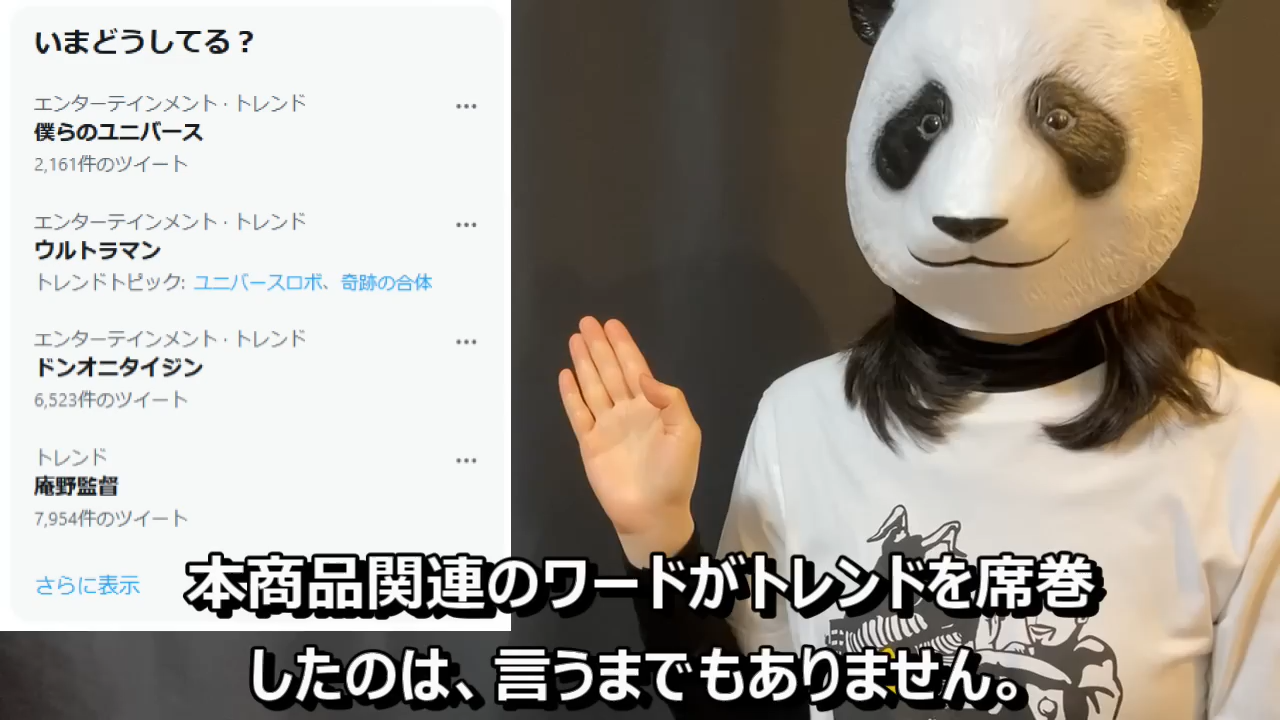 いまどうしてる？
エンターテインメント · トレンド
僕らのユニバース
2,161件のツイート
エンターテインメント · トレンド
ウルトラマン
トレンドトピック: ユニバースロボ、奇跡の合体
エンターテインメント · トレンド
ドンオニタイジン
6,523件のツイート
トレンド
庵野監督
7,954件のツイート
さらに表示
本商品関連のワードがトレンドを席巻
したのは、言うまでもありません。